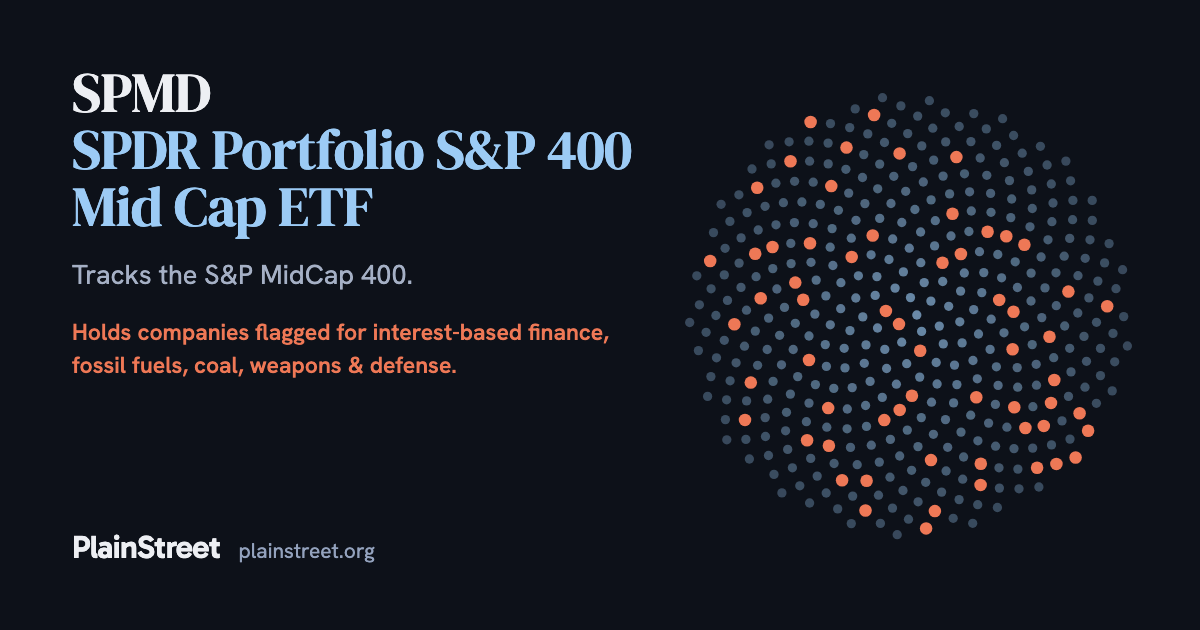 SPMD
SPDR Portfolio S&P 400
Mid Cap ETF
Tracks the S&P MidCap 400.
Holds companies flagged for interest-based finance,
fossil fuels, coal, weapons & defense.
PlainStreet plainstreet.org